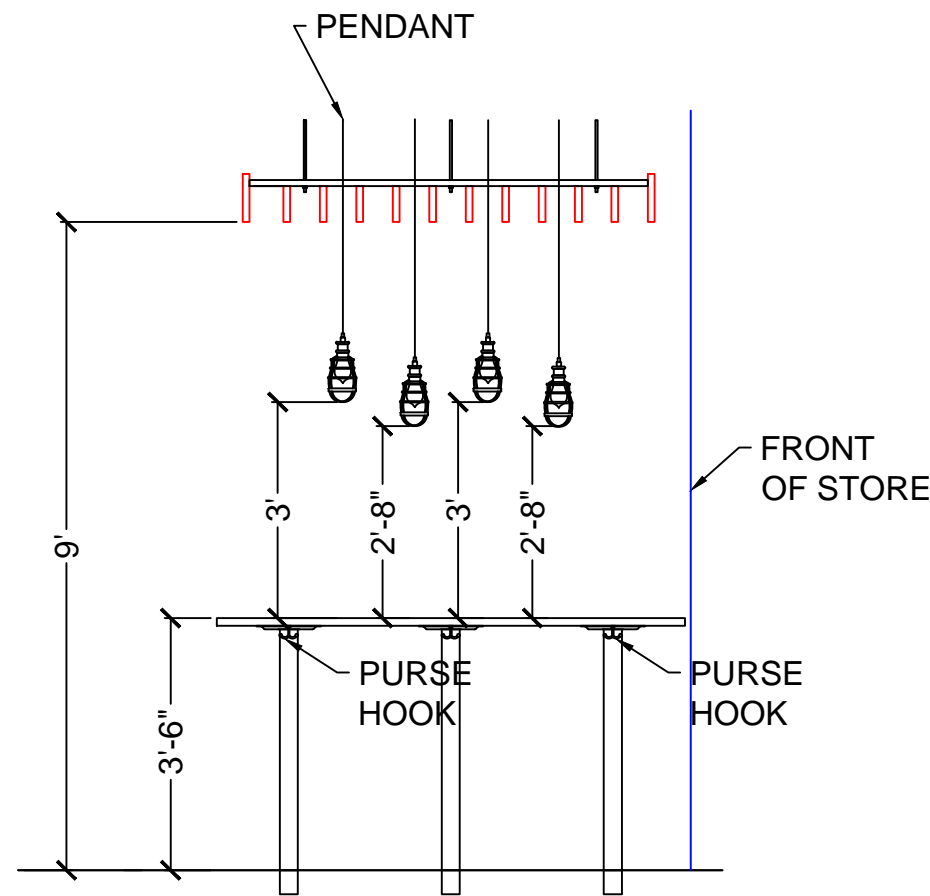 PENDANT
FRONT
OF STORE
3'
2'-8"
3'
2'-8"
9'
PURSE
HOOK
PURSE
HOOK
3'-6"